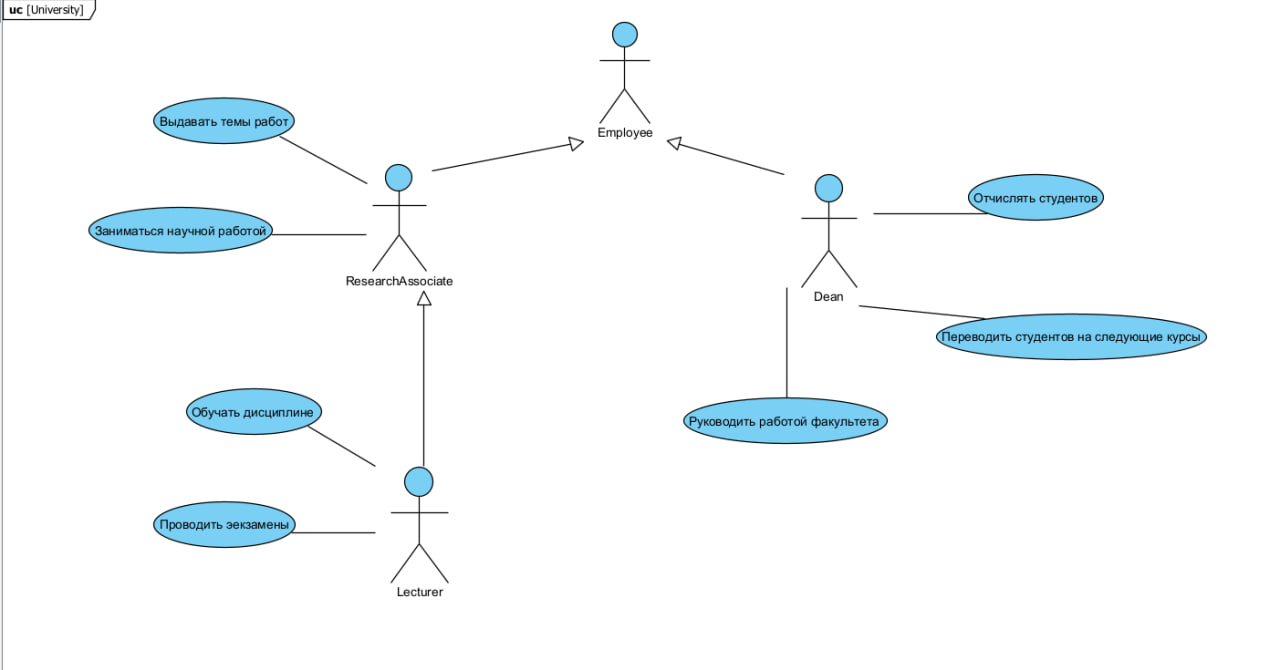 uc [University]
Employee
Выдавать темы работ
Заниматься научной работой
ResearchAssociate
Отчислять студентов
Dean
Переводить студентов на следующие курсы
Руководить работой факультета
Обучать дисциплине
Проводить эекзамены
Lecturer